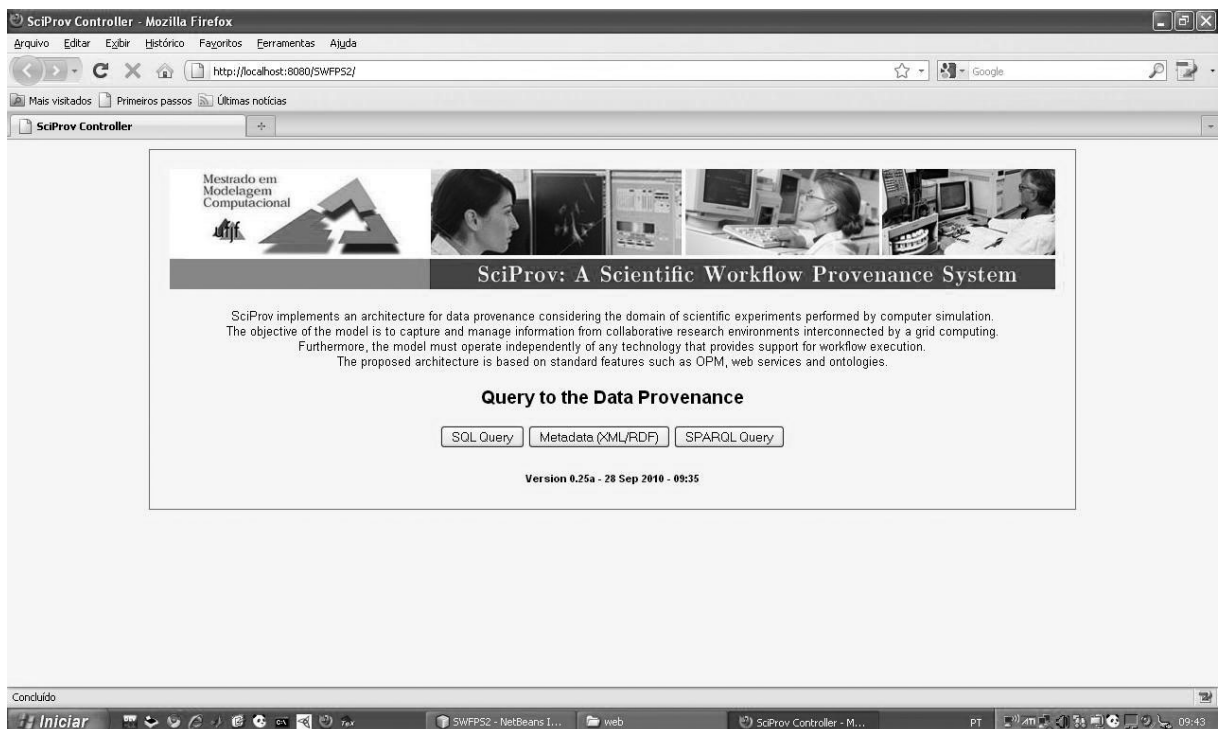 SciProv Controller - Mozilla Firefox
Arquivo Editar Exibir Histórico Favoritos Ferramentas Ajuda
http://localhost:8080/SWFPS2/
Google
Mais visitados Primeiros passos Últimas notícias
SciProv Controller
Mestrado em
Modelagem
Computacional
ufjf
SciProv: A Scientific Workflow Provenance System
SciProv implements an architecture for data provenance considering the domain of scientific experiments performed by computer simulation.
The objective of the model is to capture and manage information from collaborative research environments interconnected by a grid computing.
Furthermore, the model must operate independently of any technology that provides support for workflow execution.
The proposed architecture is based on standard features such as OPM, web services and ontologies.
Query to the Data Provenance
SQL Query Metadata (XML/RDF) SPARQL Query
Version 0.25a - 28 Sep 2010 - 09:35
Concluído
Iniciar SWFPS2 - NetBeans I... web SciProv Controller - M... PT 09:43